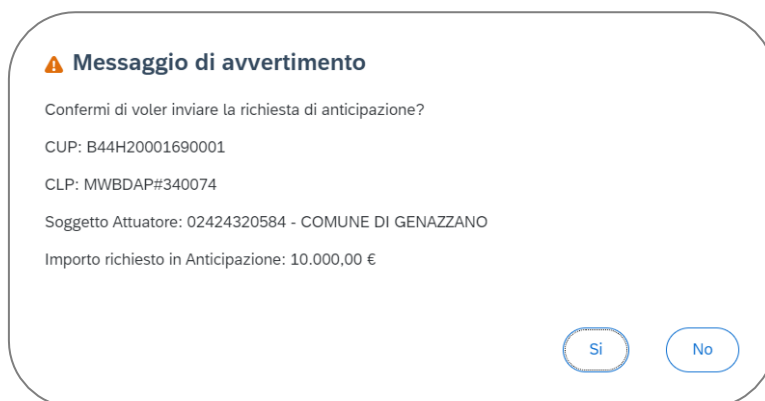 Messaggio di avvertimento
Confermi di voler inviare la richiesta di anticipazione?
CUP: B44H20001690001
CLP: MWBDAP#340074
Soggetto Attuatore: 02424320584 - COMUNE DI GENAZZANO
Importo richiesto in Anticipazione: 10.000,00 €
Si No